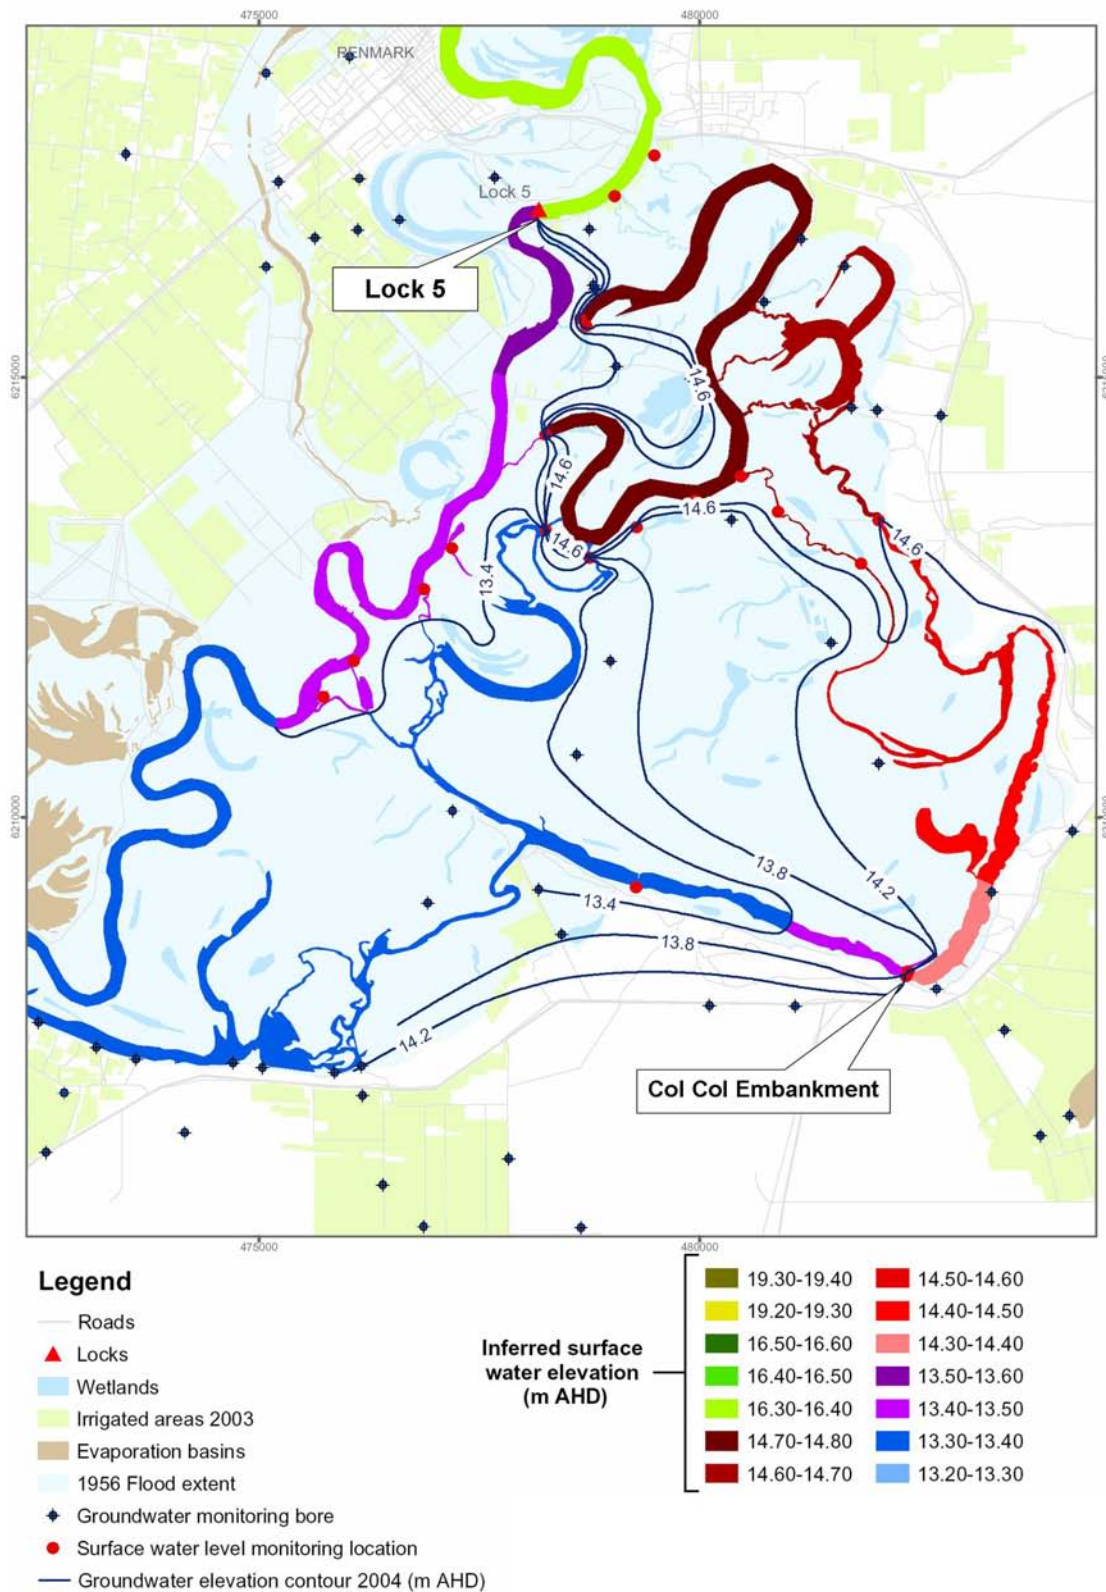 475000
480000
RENMARK
Lock 5
Lock 5
6215000
14.6
14.6
14.6
14.6
14.6
13.4
6210000
13.8
14.2
13.4
13.8
14.2
Col Col Embankment
475000
480000
Legend
Roads
Locks
Wetlands
Irrigated areas 2003
Evaporation basins
1956 Flood extent
Groundwater monitoring bore
Surface water level monitoring location
Groundwater elevation contour 2004 (m AHD)
Inferred surface
water elevation
(m AHD)
19.30-19.40
19.20-19.30
16.50-16.60
16.40-16.50
16.30-16.40
14.70-14.80
14.60-14.70
14.50-14.60
14.40-14.50
14.30-14.40
13.50-13.60
13.40-13.50
13.30-13.40
13.20-13.30